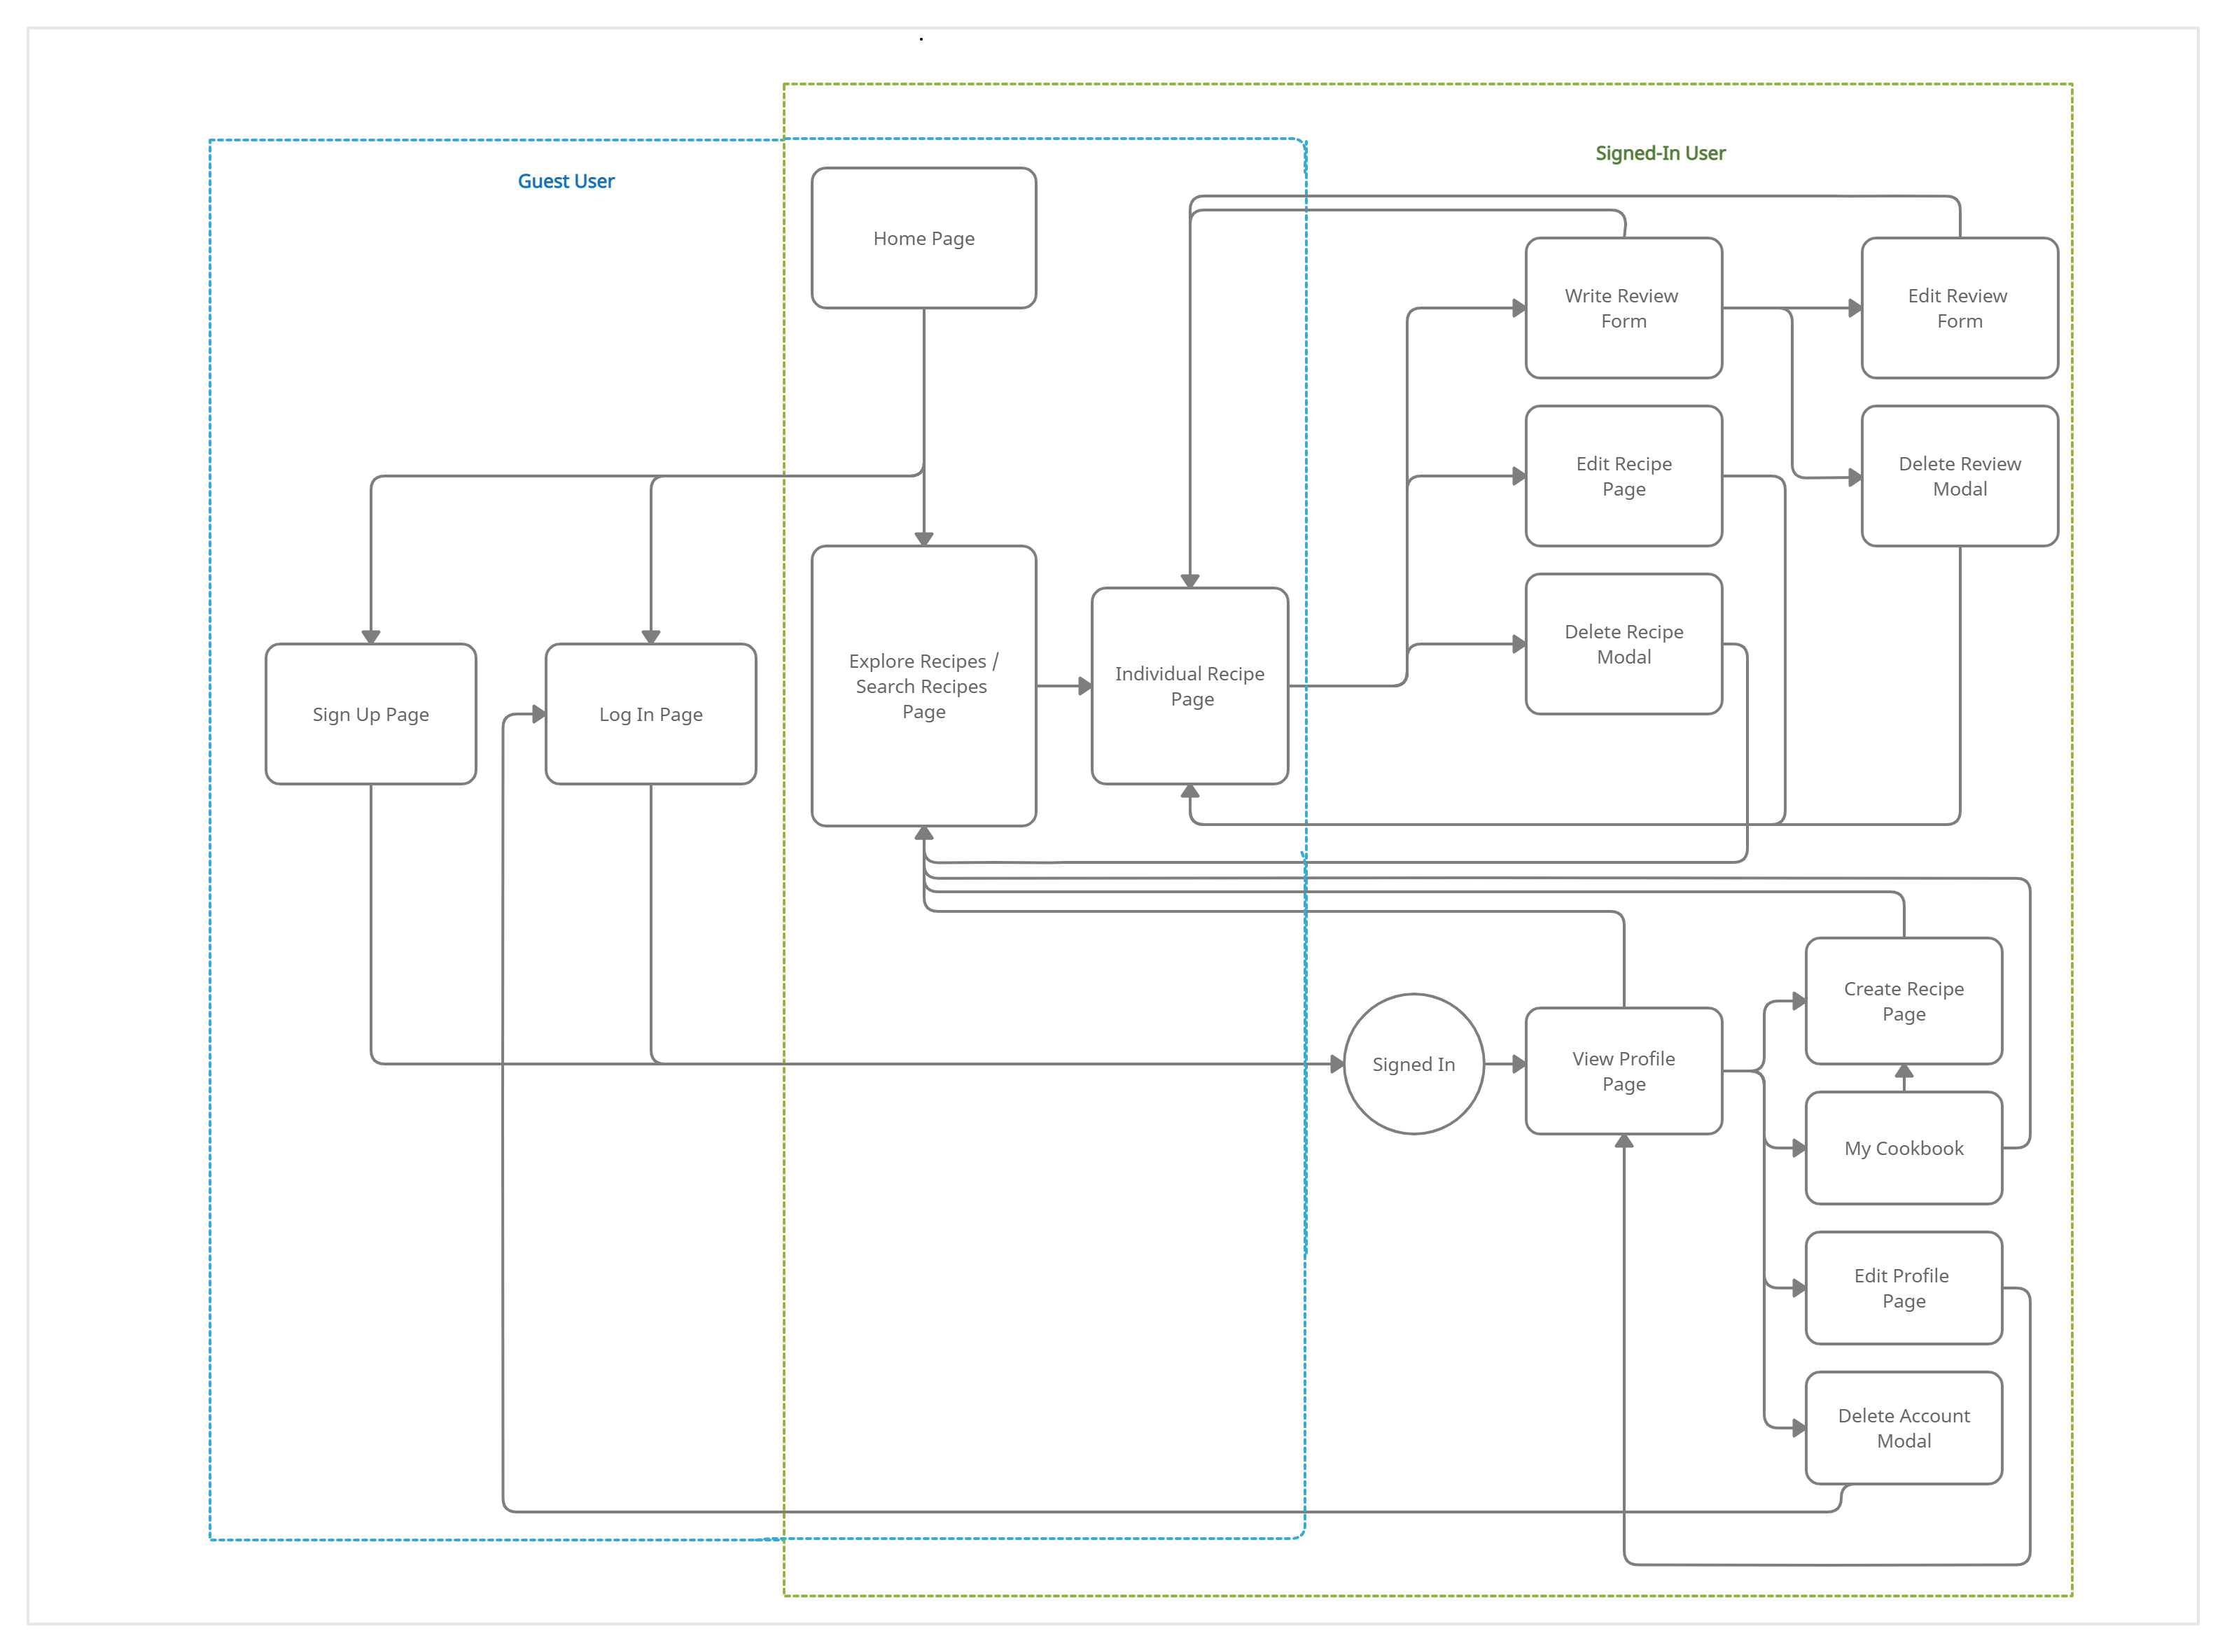 Signed-In User
Guest User
Home Page
Write Review
Form
Edit Review
Form
Edit Recipe
Page
Delete Review
Modal
Delete Recipe
Modal
Explore Recipes /
Search Recipes
Page
Individual Recipe
Page
Sign Up Page
Log In Page
Create Recipe
Page
Signed In
View Profile
Page
My Cookbook
Edit Profile
Page
Delete Account
Modal